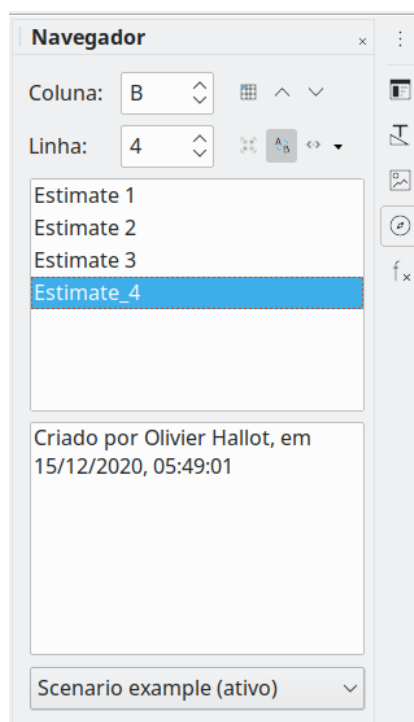 Navegador
Coluna: B
Linha: 4
Estimate 1
Estimate 2
Estimate 3
Estimate_4
Criado por Olivier Hallot, em
15/12/2020, 05:49:01
Scenario example (ativo)